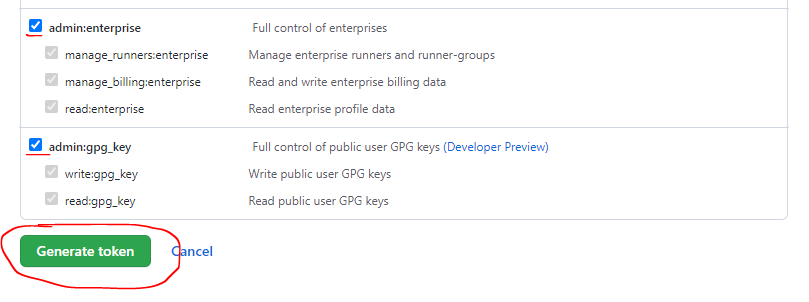 admin:enterprise Full control of enterprises
manage_runners:enterprise Manage enterprise runners and runner-groups
manage_billing:enterprise Read and write enterprise billing data
read:enterprise Read enterprise profile data
admin:gpg_key Full control of public user GPG keys (Developer Preview)
write:gpg_key Write public user GPG keys
read:gpg_key Read public user GPG keys
Generate token Cancel